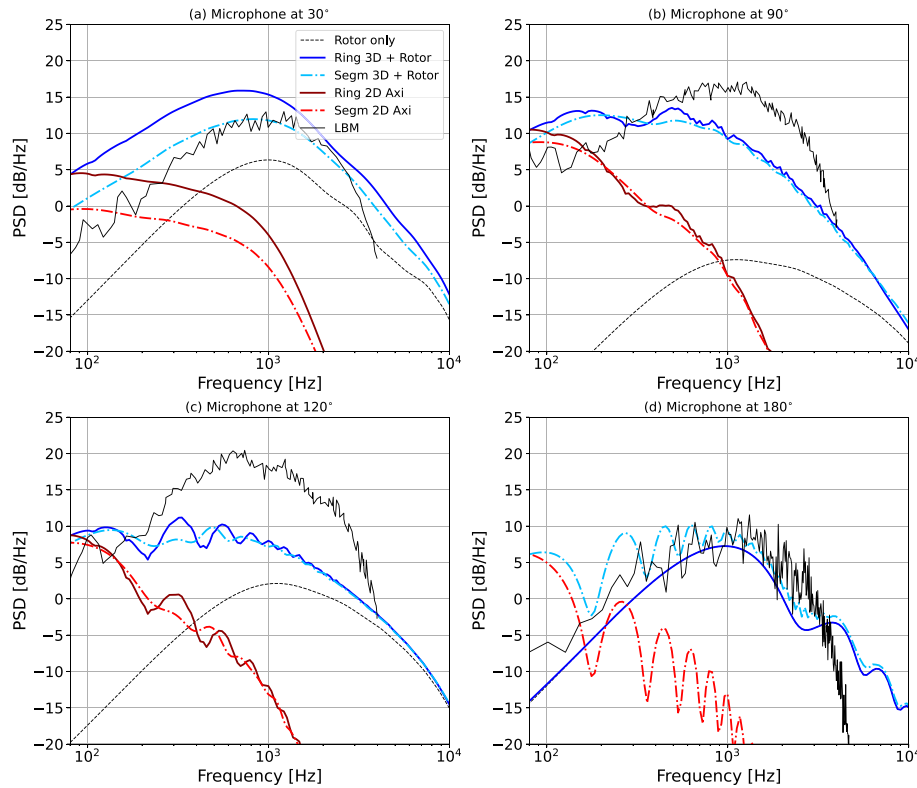 (a) Microphone at 30°
(b) Microphone at 90°
25
20
15
10
5
0
−5
−10
−15
−20
PSD [dB/Hz]
Rotor only
Ring 3D + Rotor
Segm 3D + Rotor
Ring 2D Axi
Segm 2D Axi
LBM
10² 10³ 10⁴
Frequency [Hz]
25
20
15
10
5
0
−5
−10
−15
−20
PSD [dB/Hz]
10² 10³ 10⁴
Frequency [Hz]
(c) Microphone at 120°
(d) Microphone at 180°
25
20
15
10
5
0
−5
−10
−15
−20
PSD [dB/Hz]
10² 10³ 10⁴
Frequency [Hz]
25
20
15
10
5
0
−5
−10
−15
−20
PSD [dB/Hz]
10² 10³ 10⁴
Frequency [Hz]